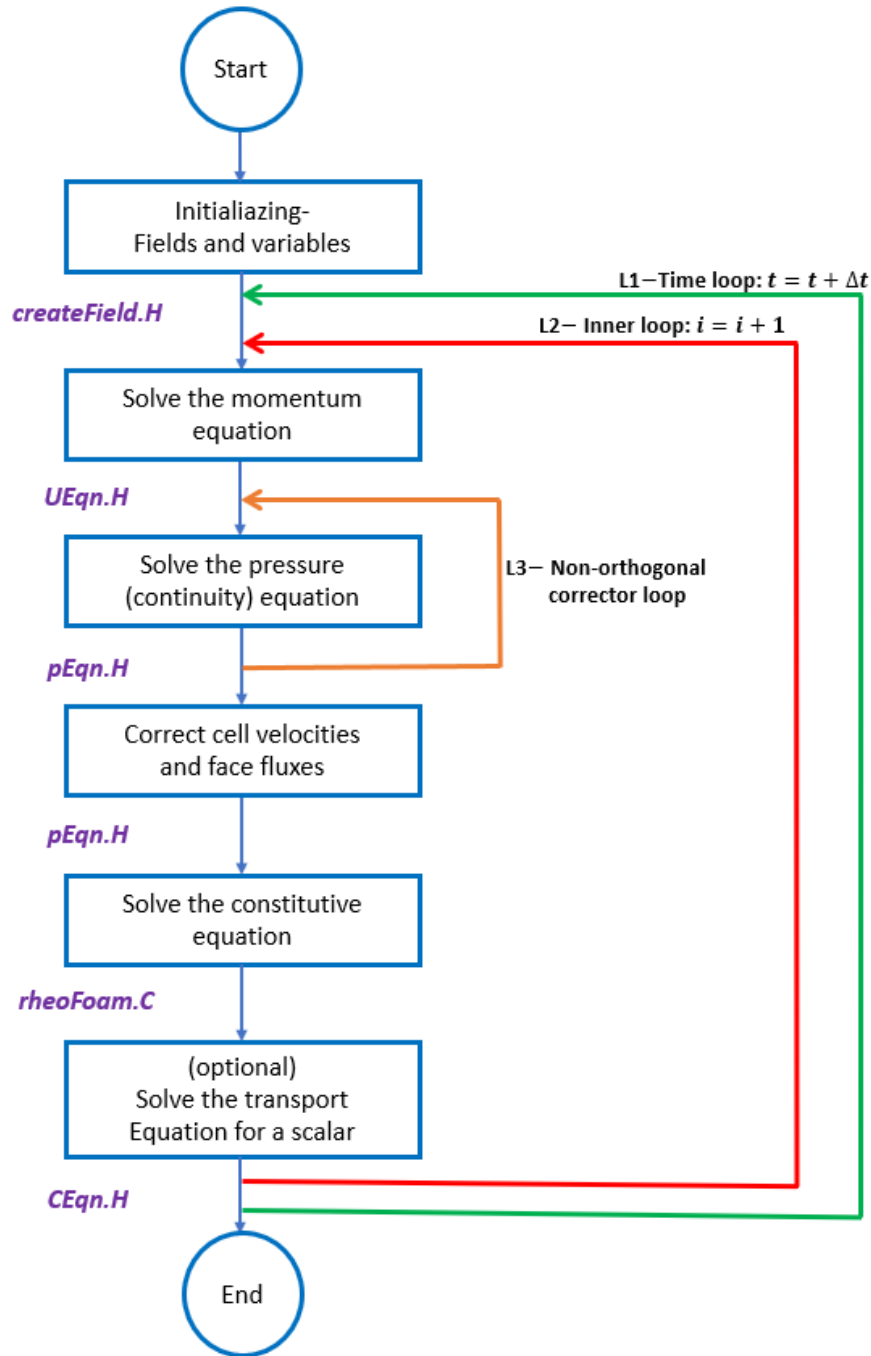 Start
Initialiazing-
Fields and variables
L1−Time loop: t = t + Δt
createField.H
L2− Inner loop: i = i + 1
Solve the momentum
equation
UEqn.H
Solve the pressure
(continuity) equation
L3− Non-orthogonal
corrector loop
pEqn.H
Correct cell velocities
and face fluxes
pEqn.H
Solve the constitutive
equation
rheoFoam.C
(optional)
Solve the transport
Equation for a scalar
CEqn.H
End